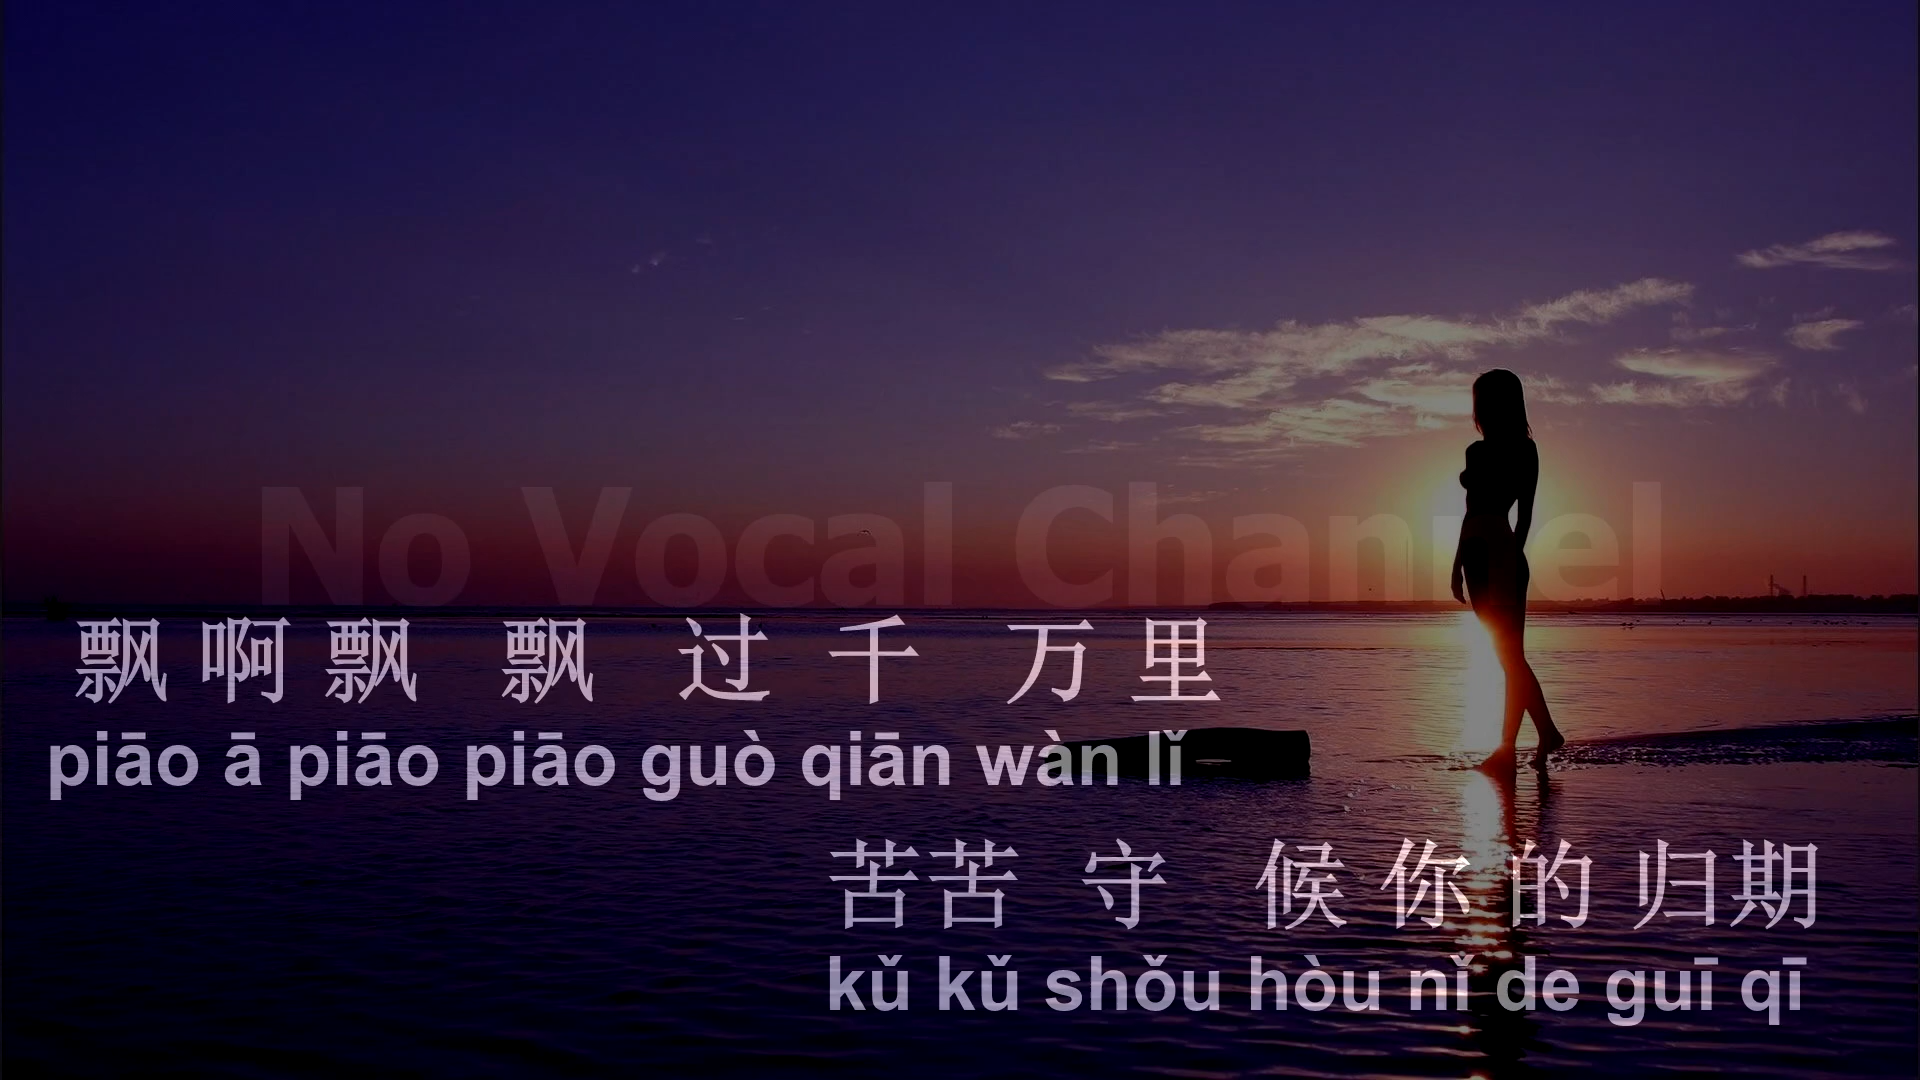 No Vocal Channel
飘啊飘 飘 过 千 万里
piāo ā piāo piāo guò qiān wàn lǐ
苦苦 守 候你的归期
kǔ kǔ shǒu hòu nǐ de guī qī